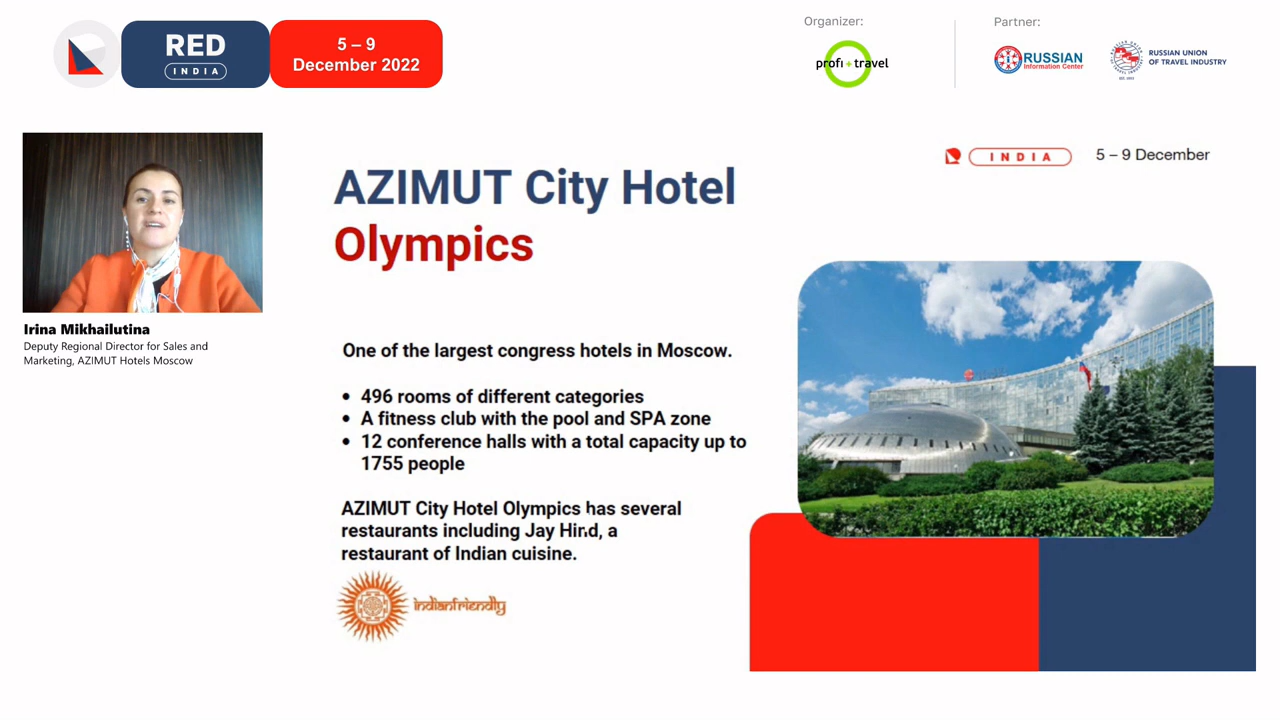 RED
INDIA
5 – 9
December 2022
Organizer:
profi + travel
Partner:
RUSSIAN
Information Center
RUSSIAN UNION
OF TRAVEL INDUSTRY
INDIA
5 – 9 December
AZIMUT City Hotel
Olympics
Irina Mikhailutina
Deputy Regional Director for Sales and
Marketing, AZIMUT Hotels Moscow
One of the largest congress hotels in Moscow.
• 496 rooms of different categories
• A fitness club with the pool and SPA zone
• 12 conference halls with a total capacity up to
1755 people
AZIMUT City Hotel Olympics has several
restaurants including Jay Hind, a
restaurant of Indian cuisine.
indianfriendly